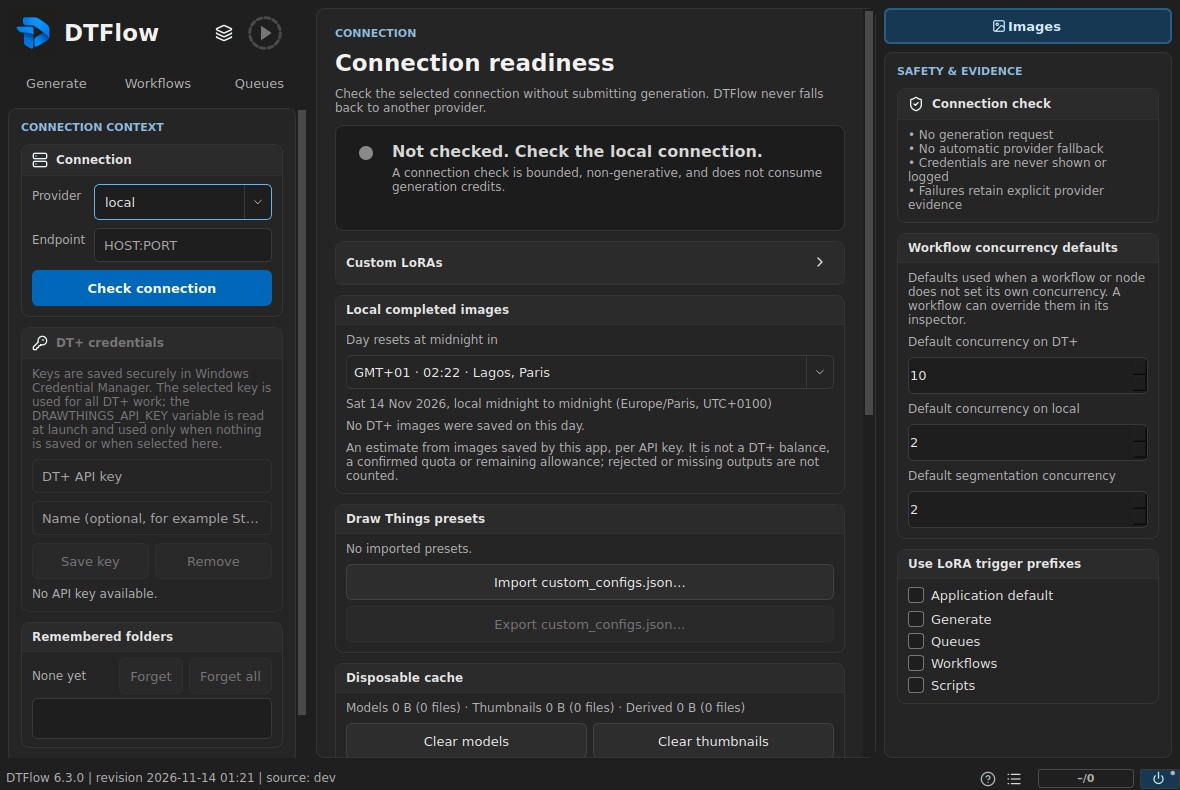 DTFlow
Generate
Workflows
Queues
CONNECTION CONTEXT
Connection
Provider
local
Endpoint
HOST:PORT
Check connection
DT+ credentials
Keys are saved securely in Windows
Credential Manager. The selected key is
used for all DT+ work; the
DRAWTHINGS_API_KEY variable is read
at launch and used only when nothing
is saved or when selected here.
DT+ API key
Name (optional, for example St...
Save key
Remove
No API key available.
Remembered folders
None yet
Forget
Forget all
CONNECTION
Connection readiness
Check the selected connection without submitting generation. DTFlow never falls
back to another provider.
Not checked. Check the local connection.
A connection check is bounded, non-generative, and does not consume
generation credits.
Custom LoRAs
Local completed images
Day resets at midnight in
GMT+01 · 02:22 · Lagos, Paris
Sat 14 Nov 2026, local midnight to midnight (Europe/Paris, UTC+0100)
No DT+ images were saved on this day.
An estimate from images saved by this app, per API key. It is not a DT+ balance,
a confirmed quota or remaining allowance; rejected or missing outputs are not
counted.
Draw Things presets
No imported presets.
Import custom_configs.json...
Export custom_configs.json...
Disposable cache
Models 0 B (0 files) · Thumbnails 0 B (0 files) · Derived 0 B (0 files)
Clear models
Clear thumbnails
Images
SAFETY & EVIDENCE
Connection check
• No generation request
• No automatic provider fallback
• Credentials are never shown or
logged
• Failures retain explicit provider
evidence
Workflow concurrency defaults
Defaults used when a workflow or node
does not set its own concurrency. A
workflow can override them in its
inspector.
Default concurrency on DT+
10
Default concurrency on local
2
Default segmentation concurrency
2
Use LoRA trigger prefixes
Application default
Generate
Queues
Workflows
Scripts
DTFlow 6.3.0 | revision 2026-11-14 01:21 | source: dev
–/0